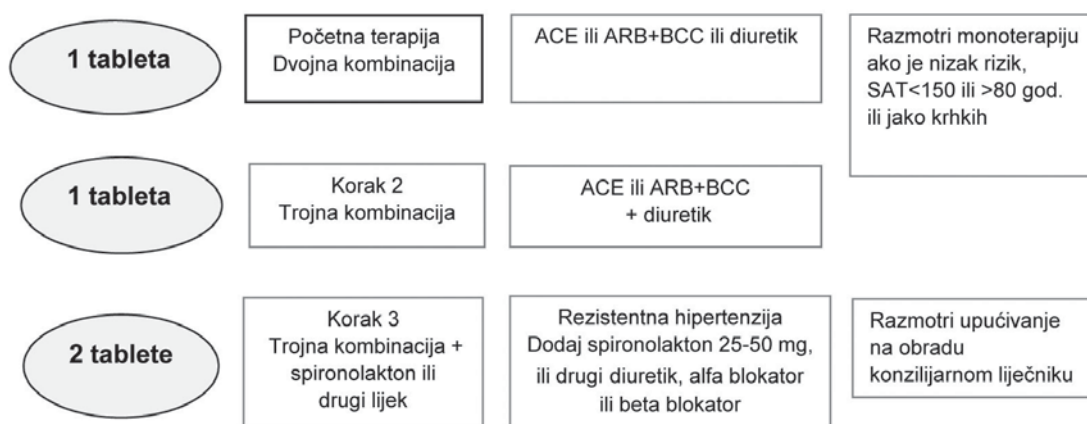 1 tableta
Početna terapija
Dvojna kombinacija
ACE ili ARB+BCC ili diuretik
Razmotri monoterapiju
ako je nizak rizik,
SAT<150 ili >80 god.
ili jako krhkih
1 tableta
Korak 2
Trojna kombinacija
ACE ili ARB+BCC
+ diuretik
2 tablete
Korak 3
Trojna kombinacija +
spironolakton ili
drugi lijek
Rezistentna hipertenzija
Dodaj spironolakton 25-50 mg,
ili drugi diuretik, alfa blokator
ili beta blokator
Razmotri upućivanje
na obradu
konzilijarnom liječniku